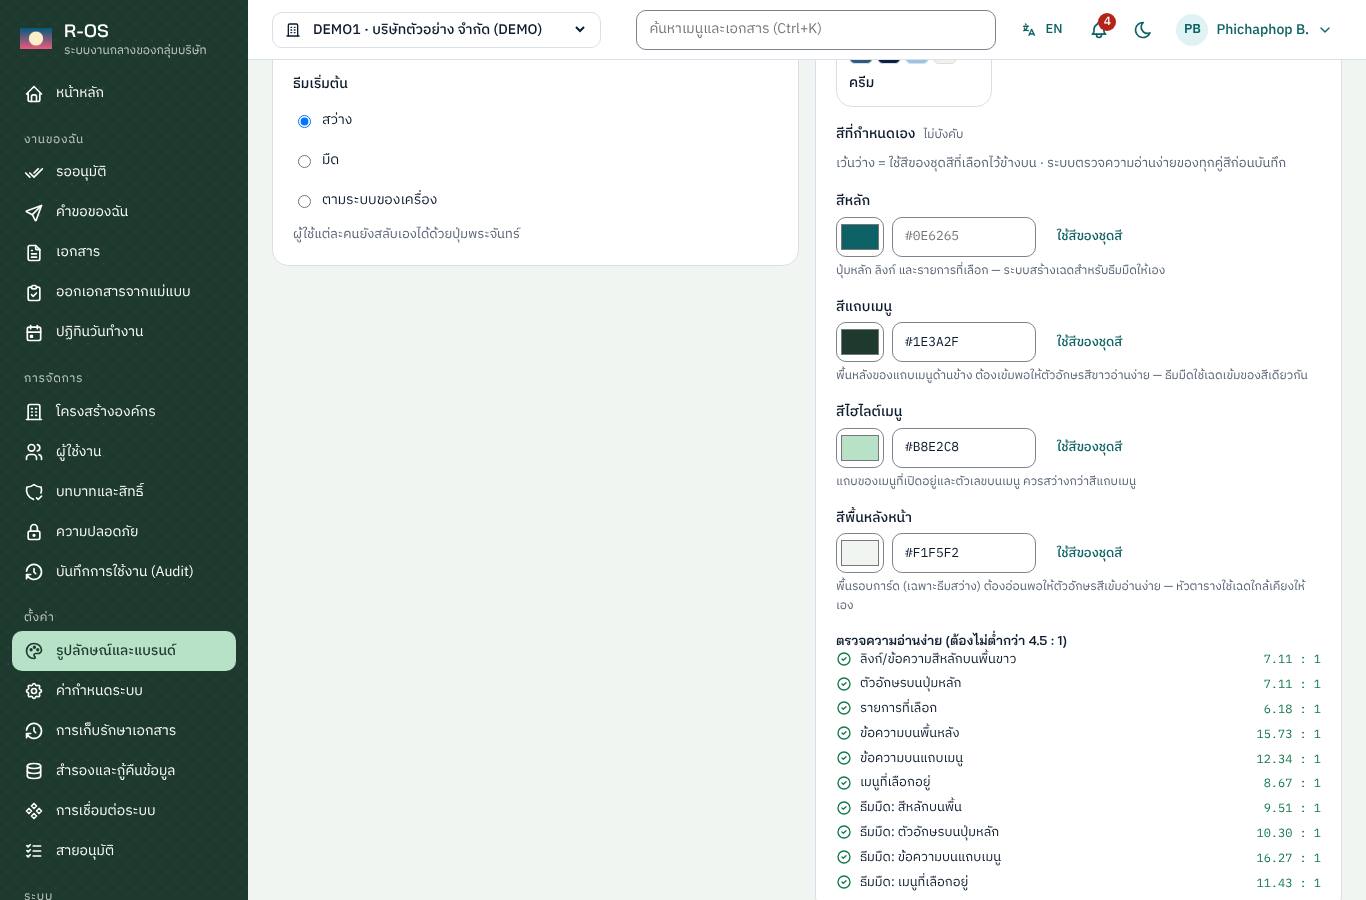 R-OS
ระบบงานกลางของกลุ่มบริษัท
หน้าหลัก
งานของฉัน
รออนุมัติ
คำขอของฉัน
เอกสาร
ออกเอกสารจากแม่แบบ
ปฏิทินวันทำงาน
การจัดการ
โครงสร้างองค์กร
ผู้ใช้งาน
บทบาทและสิทธิ์
ความปลอดภัย
บันทึกการใช้งาน (Audit)
ตั้งค่า
รูปลักษณ์และแบรนด์
ค่ากำหนดระบบ
การเก็บรักษาเอกสาร
สำรองและกู้คืนข้อมูล
การเชื่อมต่อระบบ
สายอนุมัติ
ระบบ
DEMO1 · บริษัทตัวอย่าง จำกัด (DEMO)
ค้นหาเมนูและเอกสาร (Ctrl+K)
EN
4
PB
Phichaphop B.
ธีมเริ่มต้น
สว่าง
มืด
ตามระบบของเครื่อง
ผู้ใช้แต่ละคนยังสลับเองได้ด้วยปุ่มพระจันทร์
ครีม
สีที่กำหนดเอง ไม่บังคับ
เว้นว่าง = ใช้สีของชุดสีที่เลือกไว้ข้างบน · ระบบตรวจความอ่านง่ายของทุกคู่สีก่อนบันทึก
สีหลัก
#0E6265 ใช้สีของชุดสี
ปุ่มหลัก ลิงก์ และรายการที่เลือก — ระบบสร้างเฉดสำหรับธีมมืดให้เอง
สีแถบเมนู
#1E3A2F ใช้สีของชุดสี
พื้นหลังของแถบเมนูด้านข้าง ต้องเข้มพอให้ตัวอักษรสีขาวอ่านง่าย — ธีมมืดใช้เฉดเข้มของสีเดียวกัน
สีไฮไลต์เมนู
#B8E2C8 ใช้สีของชุดสี
แถบของเมนูที่เปิดอยู่และตัวเลขบนเมนู ควรสว่างกว่าสีแถบเมนู
สีพื้นหลังหน้า
#F1F5F2 ใช้สีของชุดสี
พื้นรอบการ์ด (เฉพาะธีมสว่าง) ต้องอ่อนพอให้ตัวอักษรสีเข้มอ่านง่าย — หัวตารางใช้เฉดใกล้เคียงให้
เอง
ตรวจความอ่านง่าย (ต้องไม่ต่ำกว่า 4.5 : 1)
ลิงก์/ข้อความสีหลักบนพื้นขาว 7.11 : 1
ตัวอักษรบนปุ่มหลัก 7.11 : 1
รายการที่เลือก 6.18 : 1
ข้อความบนพื้นหลัง 15.73 : 1
ข้อความบนแถบเมนู 12.34 : 1
เมนูที่เลือกอยู่ 8.67 : 1
ธีมมืด: สีหลักบนพื้น 9.51 : 1
ธีมมืด: ตัวอักษรบนปุ่มหลัก 10.30 : 1
ธีมมืด: ข้อความบนแถบเมนู 16.27 : 1
ธีมมืด: เมนูที่เลือกอยู่ 11.43 : 1